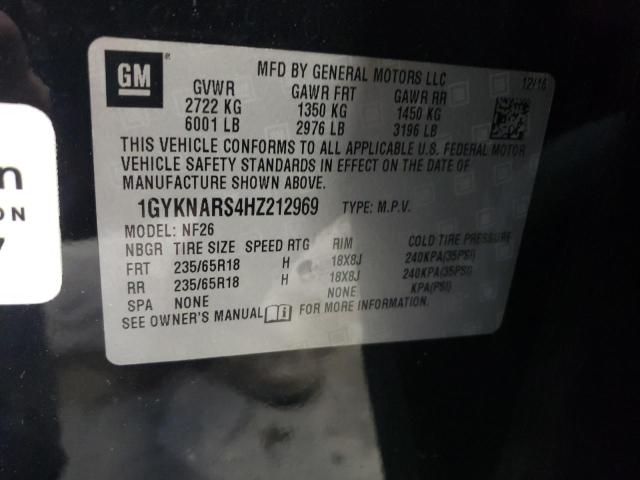 GM
MFD BY GENERAL MOTORS LLC
12/16
GVWR GAWR FRT GAWR RR
2722 KG 1350 KG 1450 KG
6001 LB 2976 LB 3196 LB
THIS VEHICLE CONFORMS TO ALL APPLICABLE U.S. FEDERAL MOTOR
VEHICLE SAFETY STANDARDS IN EFFECT ON THE DATE OF
MANUFACTURE SHOWN ABOVE.
1GYKNARS4HZ212969 TYPE: M.P.V.
MODEL: NF26
NBGR TIRE SIZE SPEED RTG RIM COLD TIRE PRESSURE
FRT 235/65R18 H 18X8J 240KPA(35PSI)
RR 235/65R18 H 18X8J 240KPA(35PSI)
SPA NONE NONE KPA(PSI)
SEE OWNER'S MANUAL i FOR MORE INFORMATION.
n
ON
7